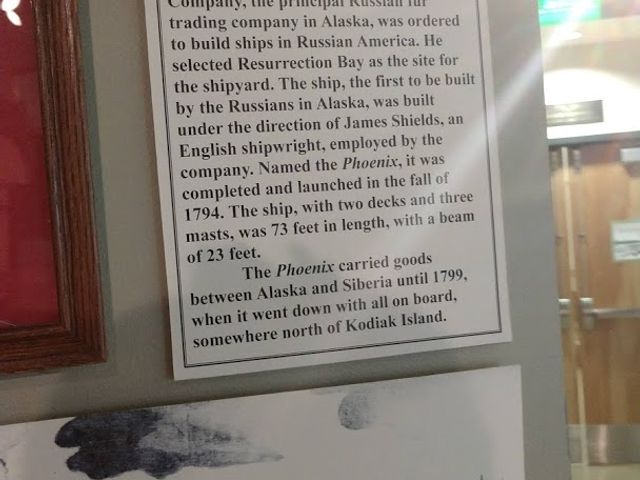 Company, the principal Russian fur
trading company in Alaska, was ordered
to build ships in Russian America. He
selected Resurrection Bay as the site for
the shipyard. The ship, the first to be built
by the Russians in Alaska, was built
under the direction of James Shields, an
English shipwright, employed by the
company. Named the Phoenix, it was
completed and launched in the fall of
1794. The ship, with two decks and three
masts, was 73 feet in length, with a beam
of 23 feet.
The Phoenix carried goods
between Alaska and Siberia until 1799,
when it went down with all on board,
somewhere north of Kodiak Island.